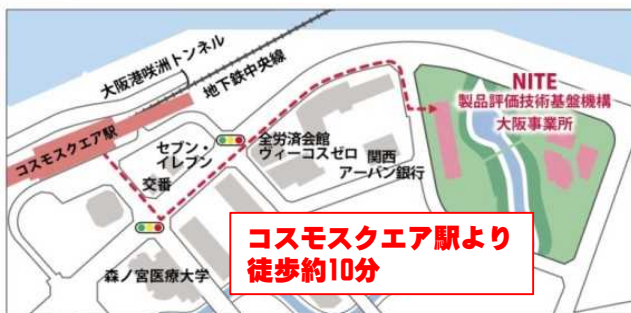 大阪港咲洲トンネル
地下鉄中央線
コスモスクエア駅
セブン・
イレブン
交番
全労済会館
ヴィーコスゼロ
関西
アーバン銀行
NITE
製品評価技術基盤機構
大阪事業所
森ノ宮医療大学
コスモスクエア駅より
徒歩約10分